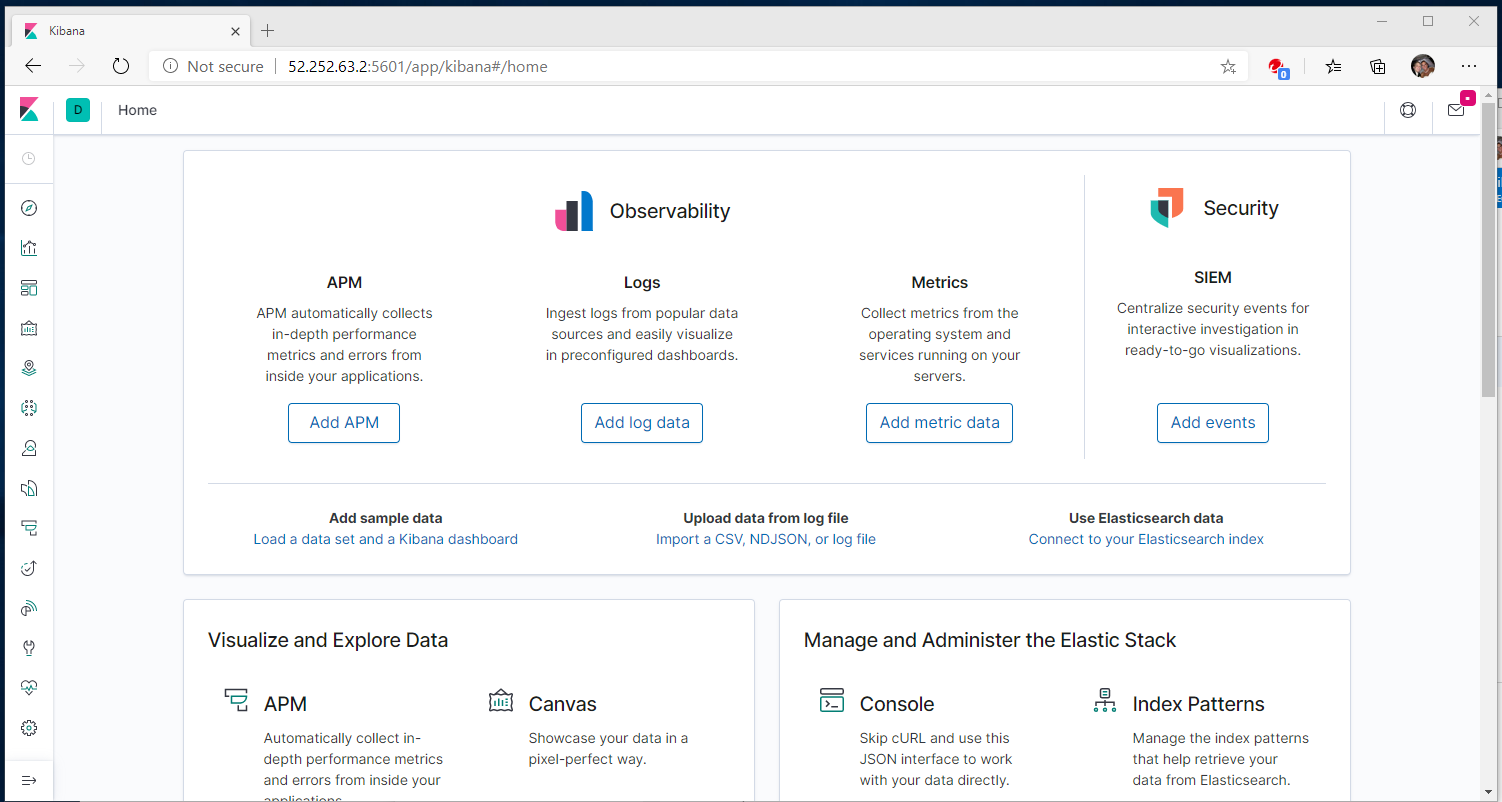 Kibana
Not secure
52.252.63.2:5601/app/kibana#/home
0
D
Home
Observability
Security
APM
APM automatically collects
in-depth performance
metrics and errors from
inside your applications.
Add APM
Logs
Ingest logs from popular data
sources and easily visualize
in preconfigured dashboards.
Add log data
Metrics
Collect metrics from the
operating system and
services running on your
servers.
Add metric data
SIEM
Centralize security events for
interactive investigation in
ready-to-go visualizations.
Add events
Add sample data
Load a data set and a Kibana dashboard
Upload data from log file
Import a CSV, NDJSON, or log file
Use Elasticsearch data
Connect to your Elasticsearch index
Visualize and Explore Data
APM
Automatically collect in-
depth performance metrics
and errors from inside your
applications.
Canvas
Showcase your data in a
pixel-perfect way.
Manage and Administer the Elastic Stack
Console
Skip cURL and use this
JSON interface to work
with your data directly.
Index Patterns
Manage the index patterns
that help retrieve your
data from Elasticsearch.